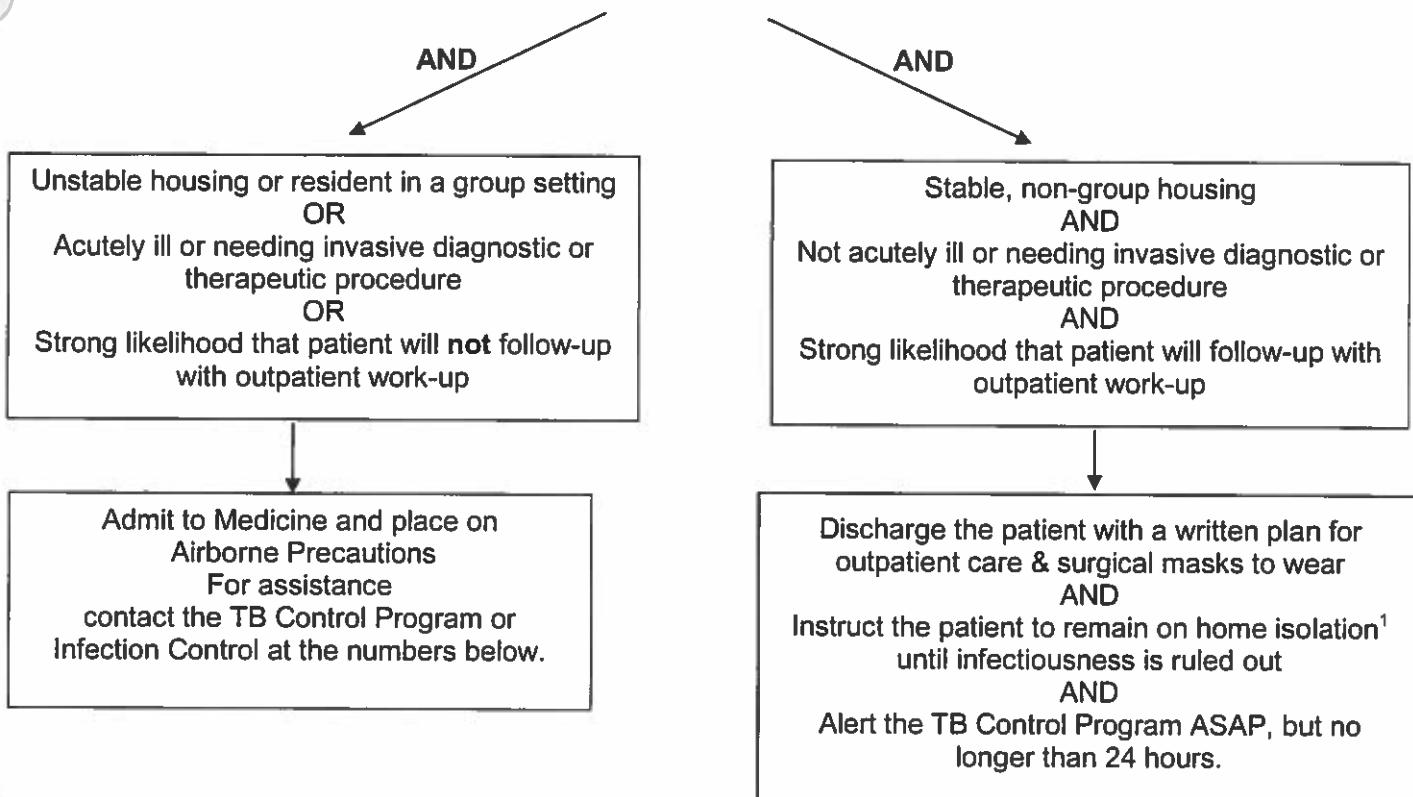 AND
AND
Unstable housing or resident in a group setting
OR
Acutely ill or needing invasive diagnostic or
therapeutic procedure
OR
Strong likelihood that patient will not follow-up
with outpatient work-up
Stable, non-group housing
AND
Not acutely ill or needing invasive diagnostic or
therapeutic procedure
AND
Strong likelihood that patient will follow-up with
outpatient work-up
Admit to Medicine and place on
Airborne Precautions
For assistance
contact the TB Control Program or
Infection Control at the numbers below.
Discharge the patient with a written plan for
outpatient care & surgical masks to wear
AND
Instruct the patient to remain on home isolation¹
until infectiousness is ruled out
AND
Alert the TB Control Program ASAP, but no
longer than 24 hours.